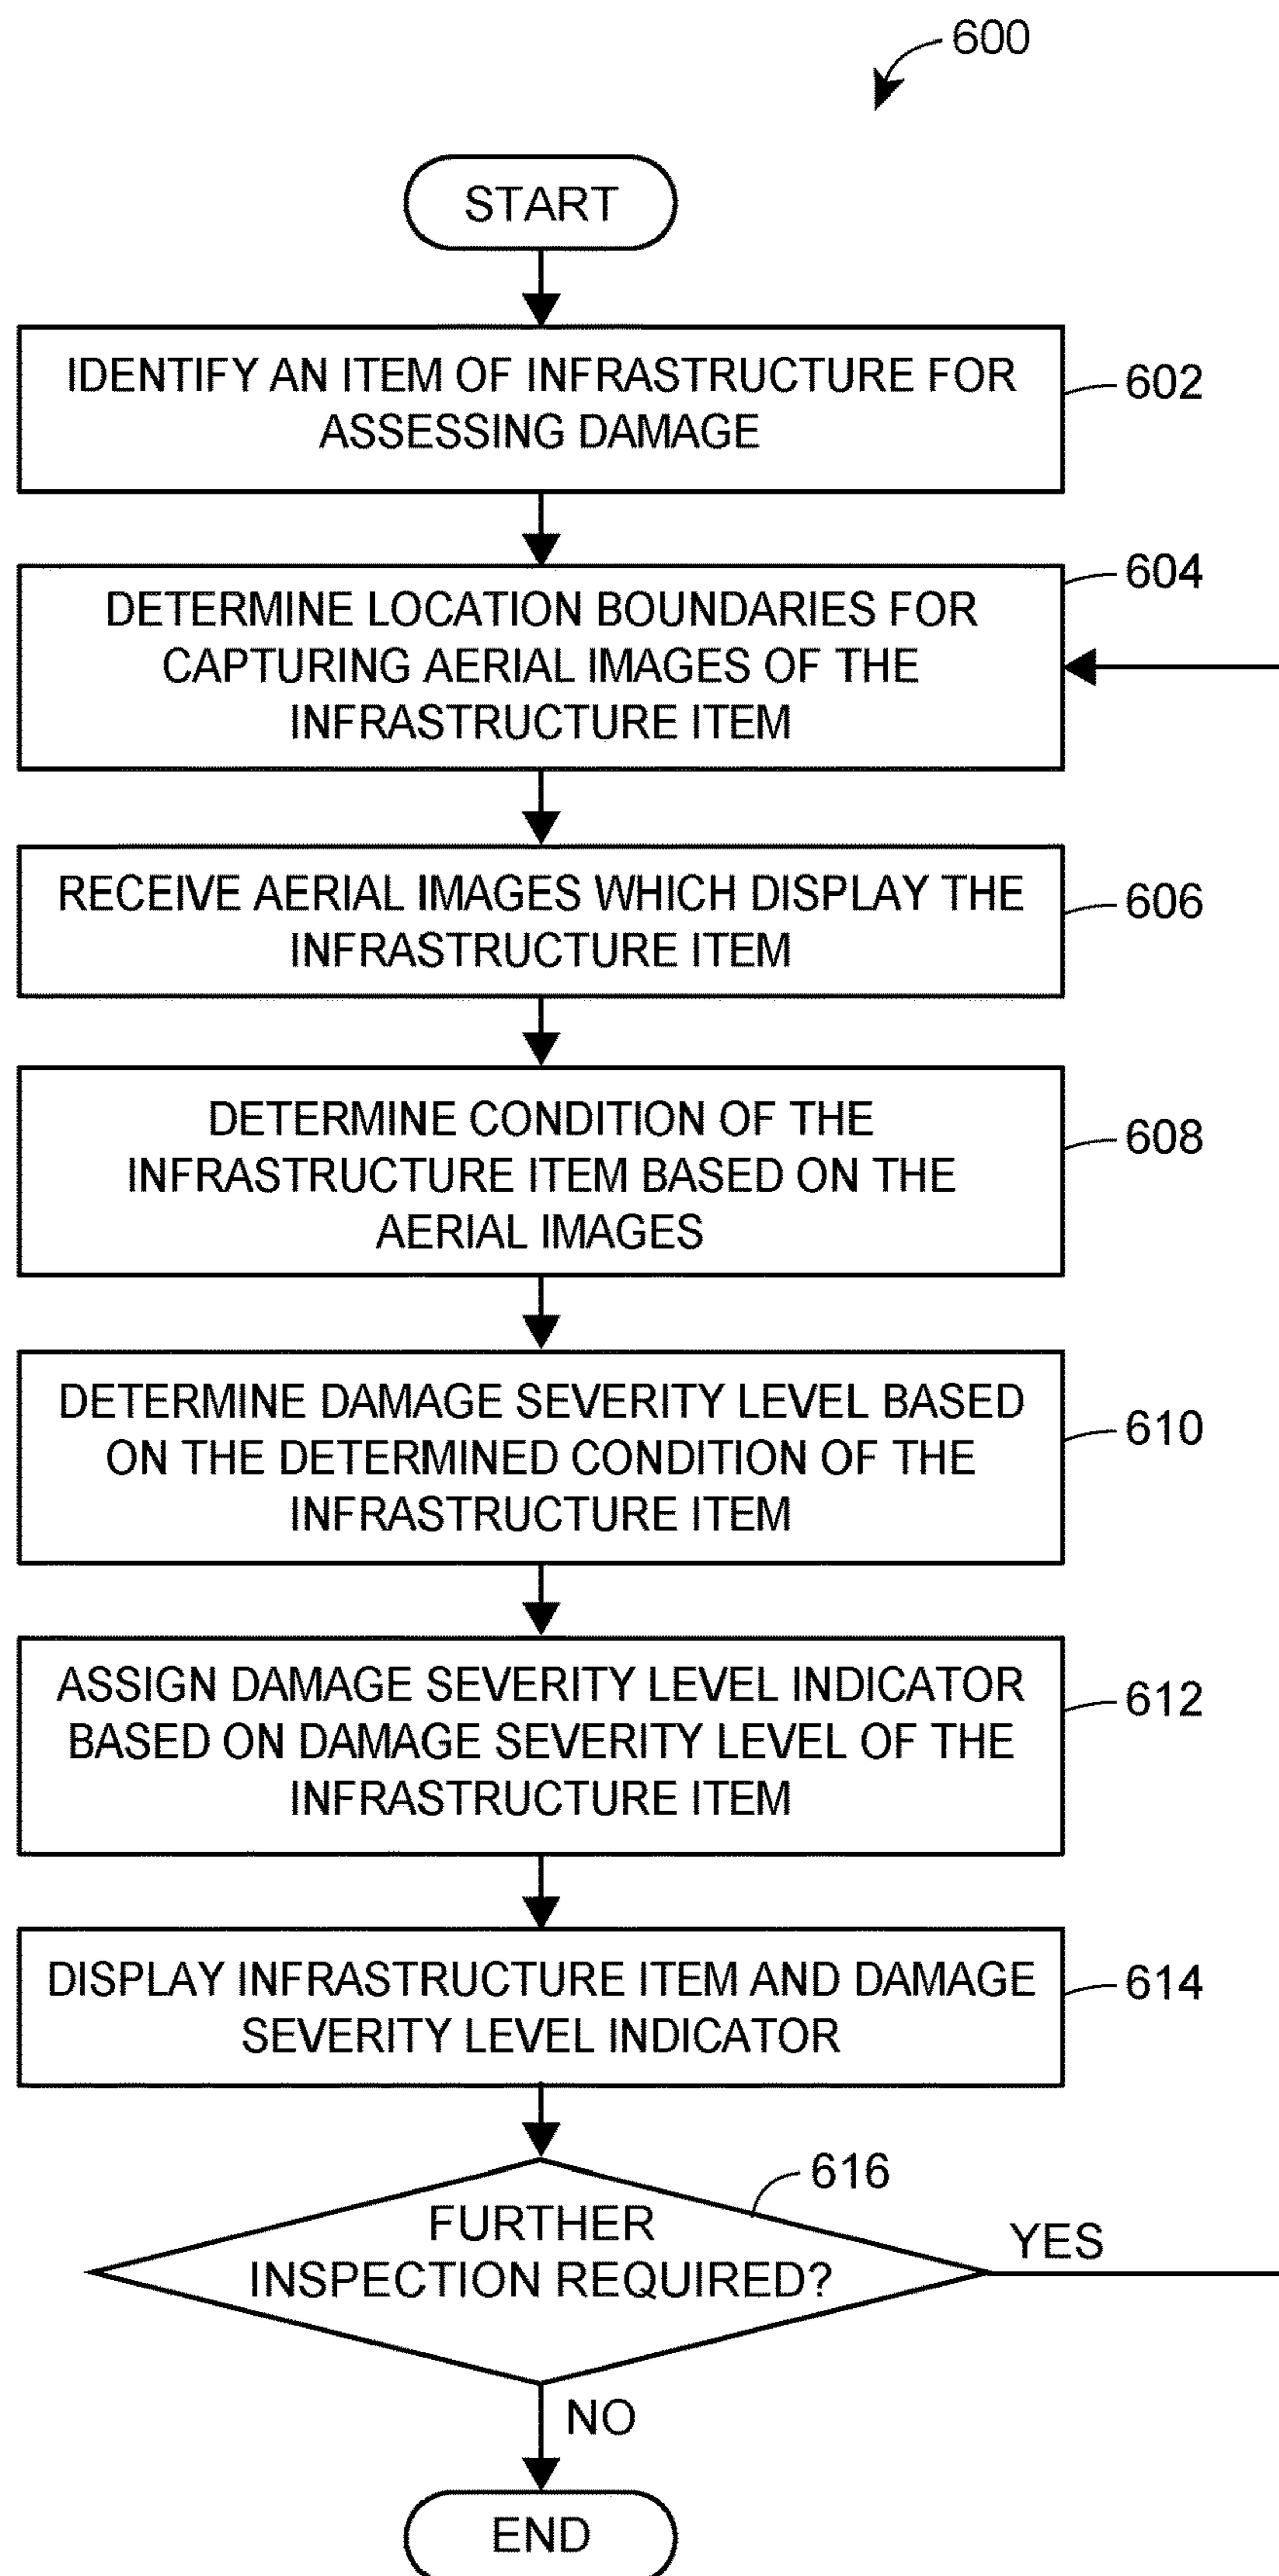 600
START
IDENTIFY AN ITEM OF INFRASTRUCTURE FOR
ASSESSING DAMAGE
602
DETERMINE LOCATION BOUNDARIES FOR
CAPTURING AERIAL IMAGES OF THE
INFRASTRUCTURE ITEM
604
RECEIVE AERIAL IMAGES WHICH DISPLAY THE
INFRASTRUCTURE ITEM
606
DETERMINE CONDITION OF THE
INFRASTRUCTURE ITEM BASED ON THE
AERIAL IMAGES
608
DETERMINE DAMAGE SEVERITY LEVEL BASED
ON THE DETERMINED CONDITION OF THE
INFRASTRUCTURE ITEM
610
ASSIGN DAMAGE SEVERITY LEVEL INDICATOR
BASED ON DAMAGE SEVERITY LEVEL OF THE
INFRASTRUCTURE ITEM
612
DISPLAY INFRASTRUCTURE ITEM AND DAMAGE
SEVERITY LEVEL INDICATOR
614
616
FURTHER
INSPECTION REQUIRED?
YES
NO
END